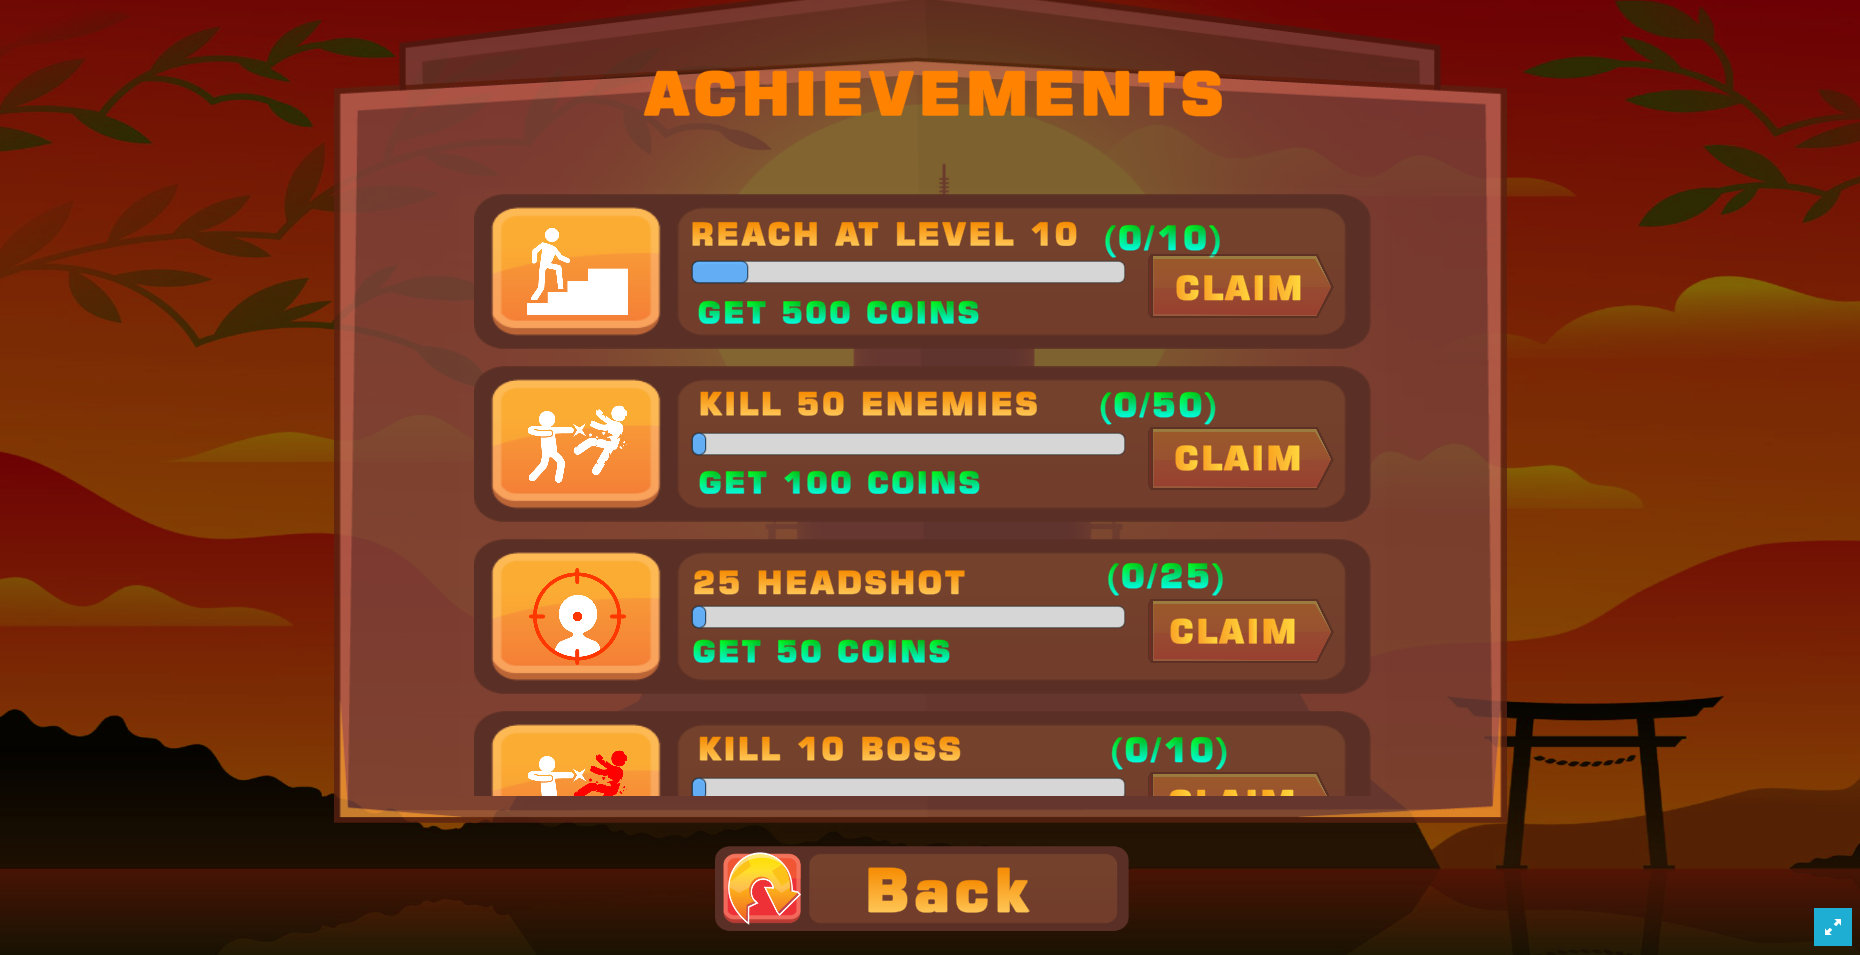 ACHIEVEMENTS
REACH AT LEVEL 10 (0/10)
CLAIM
GET 500 COINS
KILL 50 ENEMIES (0/50)
CLAIM
GET 100 COINS
25 HEADSHOT (0/25)
CLAIM
GET 50 COINS
KILL 10 BOSS (0/10)
CLAIM
Back